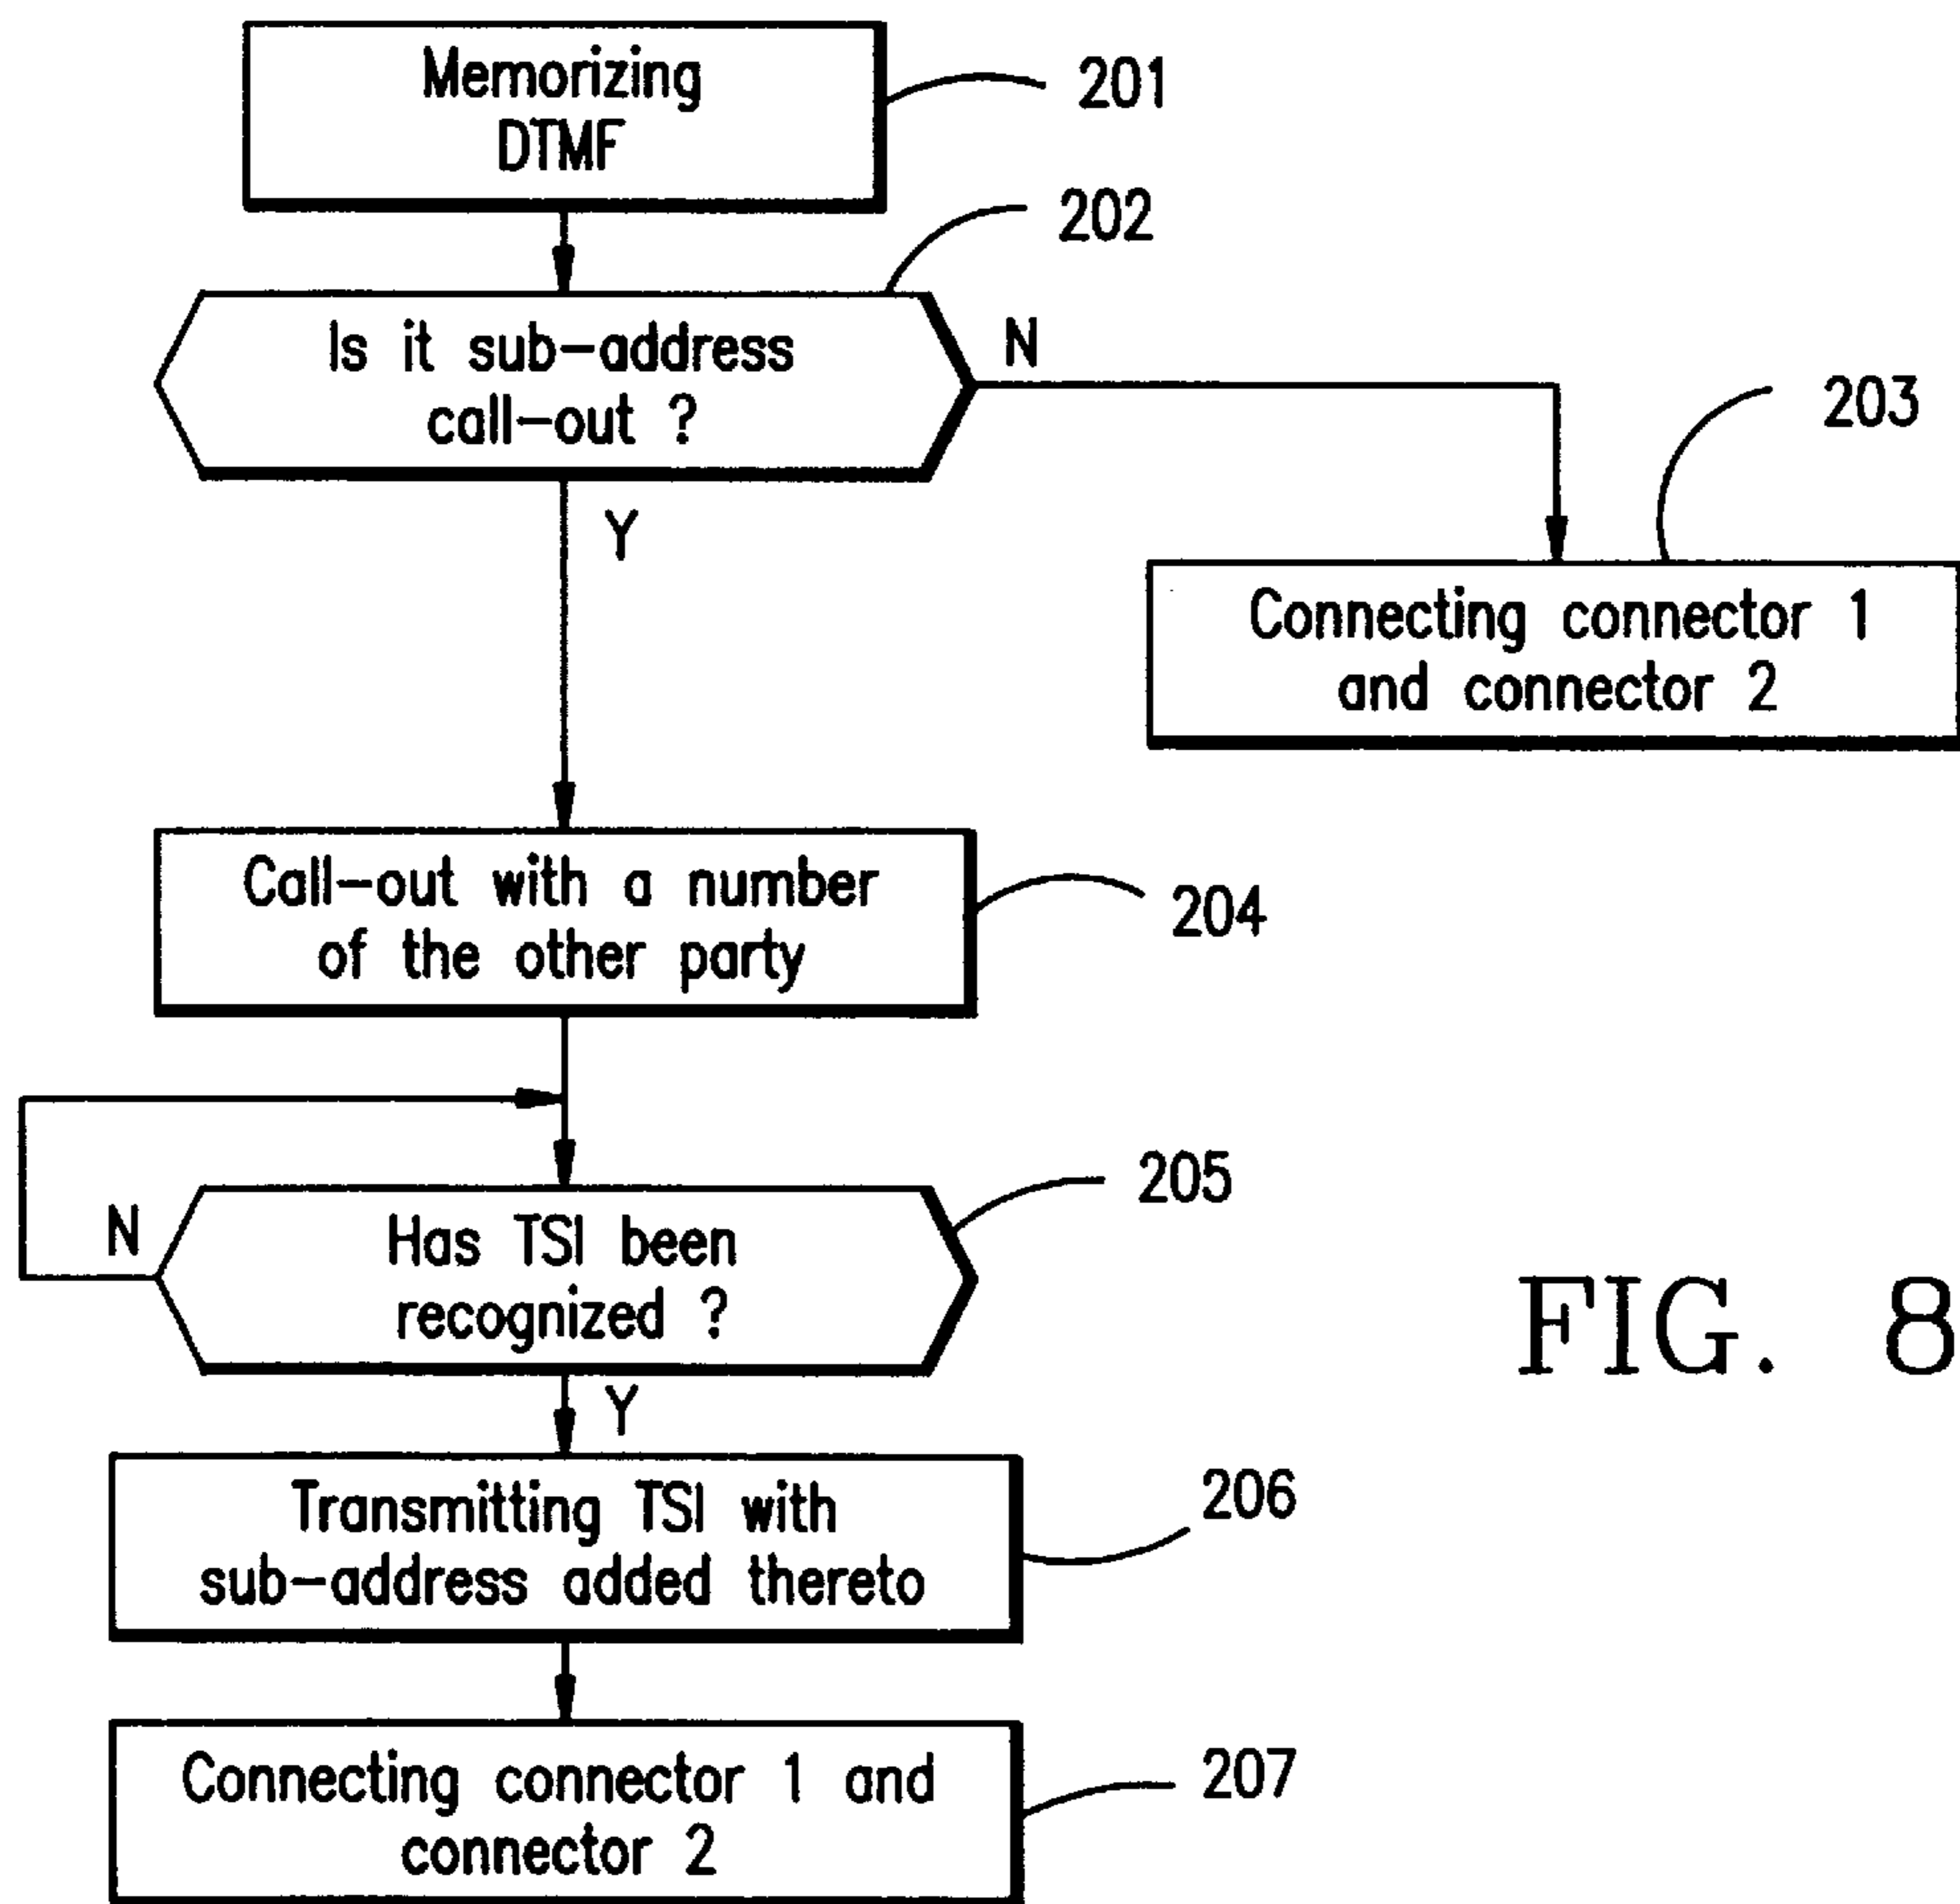 Memorizing
DTMF
201
202
Is it sub-address
call-out ?
N
Y
203
Connecting connector 1
and connector 2
Call-out with a number
of the other party
204
N
Has TSI been
recognized ?
205
Y
FIG. 8
Transmitting TSI with
sub-address added thereto
206
Connecting connector 1 and
connector 2
207